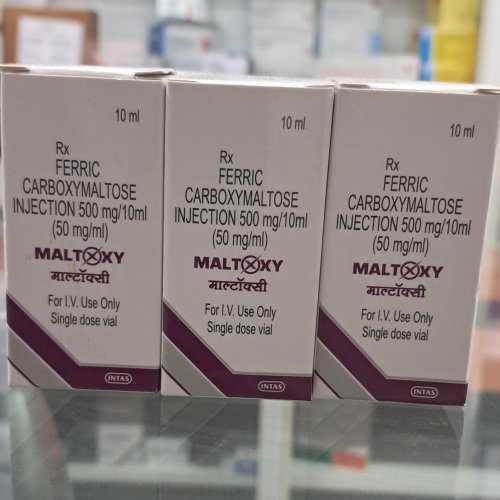 10 ml
Rx
FERRIC
CARBOXYMALTOSE
INJECTION 500 mg/10ml
(50 mg/ml)
MALTOXY
माल्टॉक्सी
For I.V. Use Only
Single dose vial
INTAS
10 ml
Rx
FERRIC
CARBOXYMALTOSE
INJECTION 500 mg/10ml
(50 mg/ml)
MALTOXY
माल्टॉक्सी
For I.V. Use Only
Single dose vial
INTAS
10 ml
Rx
FERRIC
CARBOXYMALTOSE
INJECTION 500 mg/10ml
(50 mg/ml)
MALTOXY
माल्टॉक्सी
For I.V. Use Only
Single dose vial
INTAS